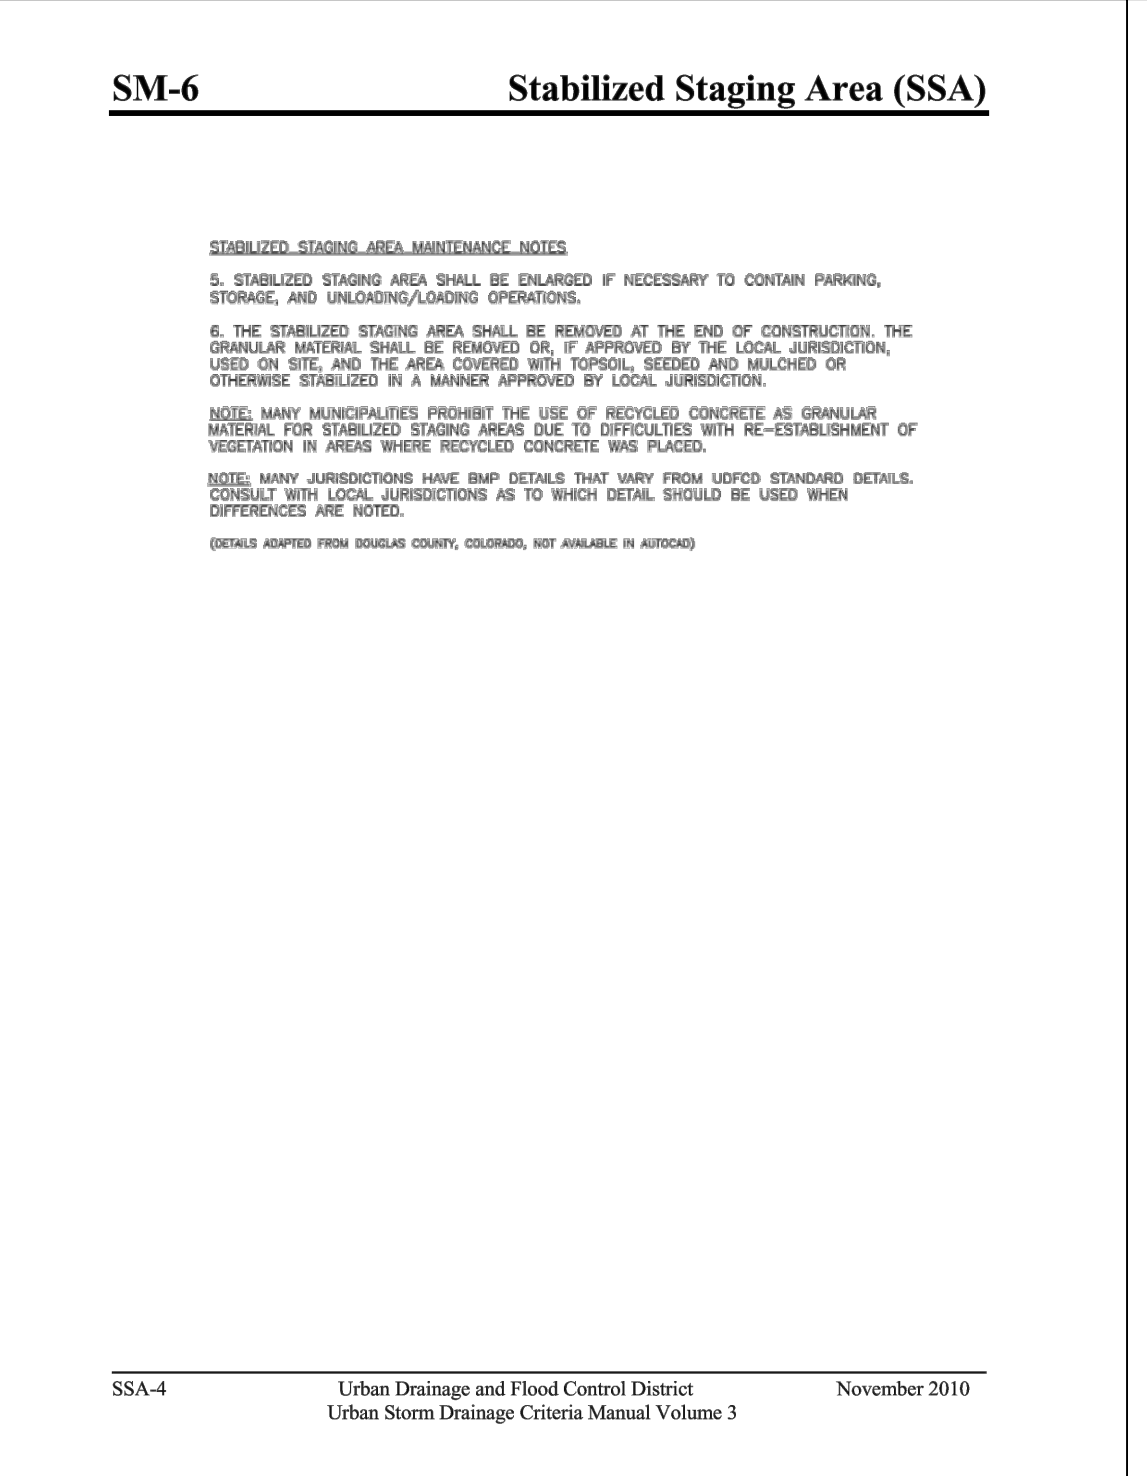 SM-6 Stabilized Staging Area (SSA)
STABILIZED STAGING AREA MAINTENANCE NOTES
5. STABILIZED STAGING AREA SHALL BE ENLARGED IF NECESSARY TO CONTAIN PARKING,
STORAGE, AND UNLOADING/LOADING OPERATIONS.
6. THE STABILIZED STAGING AREA SHALL BE REMOVED AT THE END OF CONSTRUCTION. THE
GRANULAR MATERIAL SHALL BE REMOVED OR, IF APPROVED BY THE LOCAL JURISDICTION,
USED ON SITE, AND THE AREA COVERED WITH TOPSOIL, SEEDED AND MULCHED OR
OTHERWISE STABILIZED IN A MANNER APPROVED BY LOCAL JURISDICTION.
NOTE: MANY MUNICIPALITIES PROHIBIT THE USE OF RECYCLED CONCRETE AS GRANULAR
MATERIAL FOR STABILIZED STAGING AREAS DUE TO DIFFICULTIES WITH RE-ESTABLISHMENT OF
VEGETATION IN AREAS WHERE RECYCLED CONCRETE WAS PLACED.
NOTE: MANY JURISDICTIONS HAVE BMP DETAILS THAT VARY FROM UDFCD STANDARD DETAILS.
CONSULT WITH LOCAL JURISDICTIONS AS TO WHICH DETAIL SHOULD BE USED WHEN
DIFFERENCES ARE NOTED.
(DETAILS ADAPTED FROM DOUGLAS COUNTY, COLORADO, NOT AVAILABLE IN AUTOCAD)
SSA-4 Urban Drainage and Flood Control District November 2010
Urban Storm Drainage Criteria Manual Volume 3